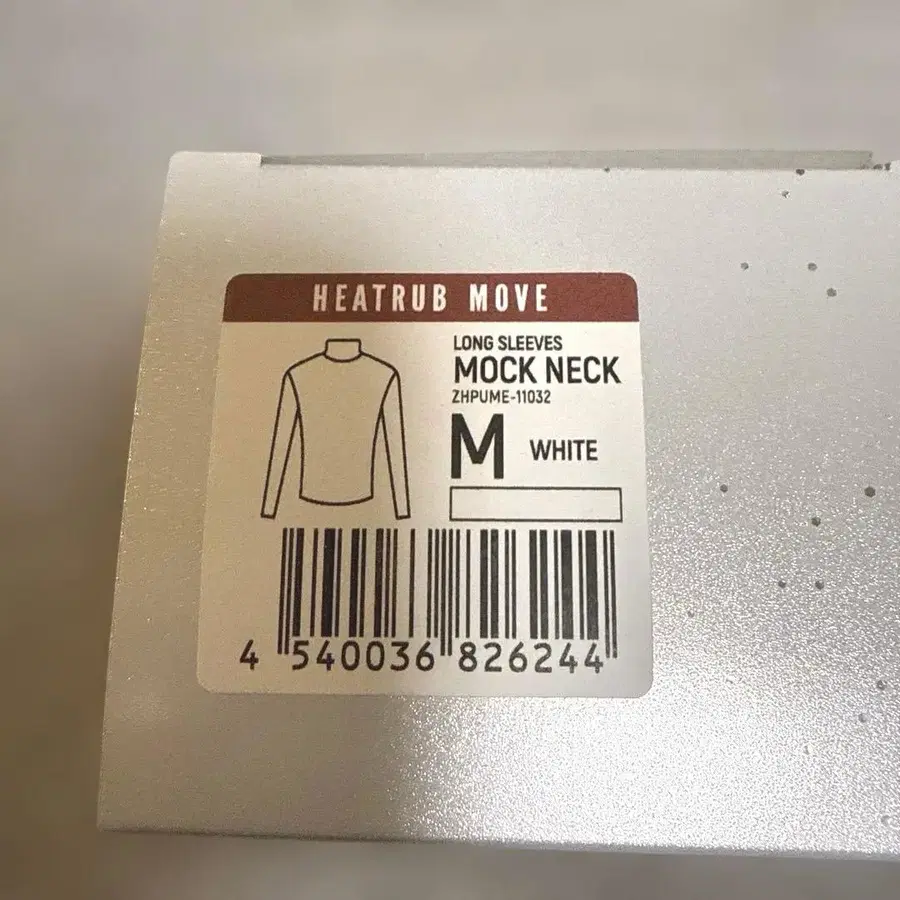 HEATRUB MOVE
LONG SLEEVES
MOCK NECK
ZHPUME-11032
M WHITE
4 540036 826244